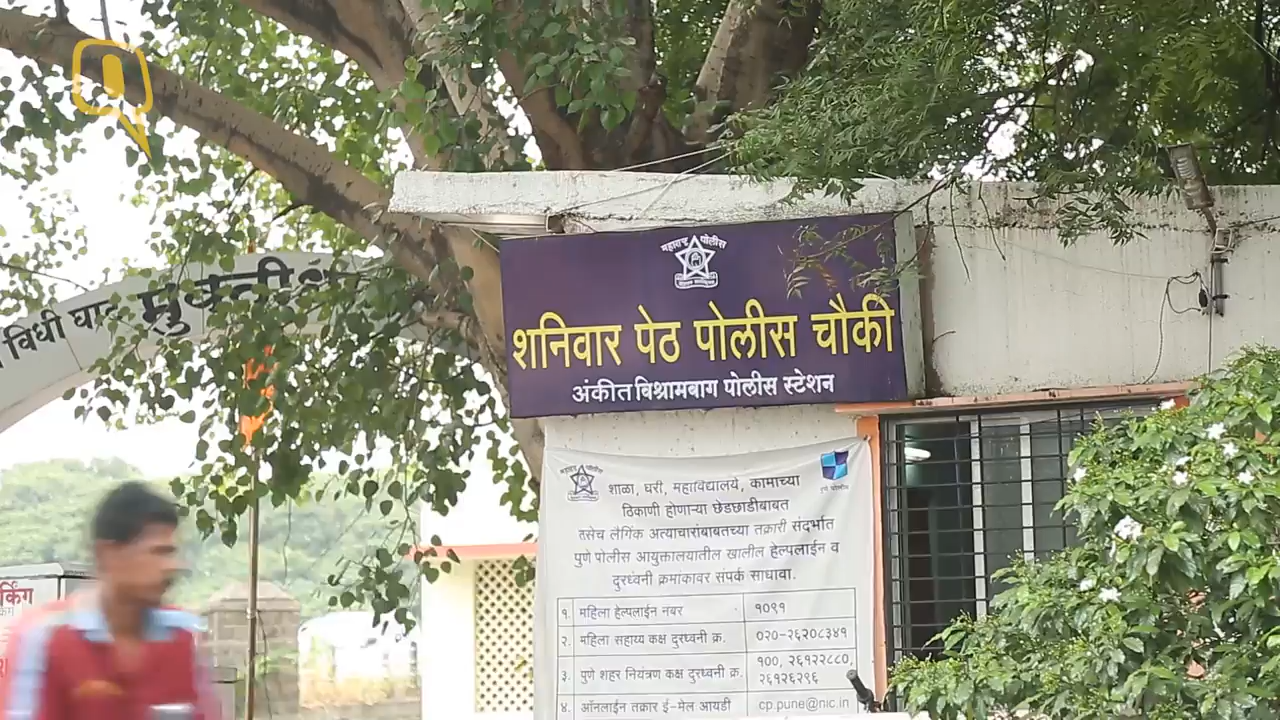 विधी घाट मुक्ती
महाराष्ट्र पोलीस
शनिवार पेठ पोलीस चौकी
अंकीत विश्रामबाग पोलीस स्टेशन
महाराष्ट्र पोलीस
पुणे पोलीस
शाळा, घरी, महाविद्यालये, कामाच्या
ठिकाणी होणाऱ्या छेडछाडीबाबत
तसेच लैंगिक अत्याचारांबाबतच्या तक्रारी संदर्भात
पुणे पोलीस आयुक्तालयातील खालील हेल्पलाईन व
दुरध्वनी क्रमांकावर संपर्क साधावा.
१. महिला हेल्पलाईन नंबर १०९१
२. महिला सहाय्य कक्ष दुरध्वनी क्र. ०२०-२६२०८३४१
३. पुणे शहर नियंत्रण कक्ष दुरध्वनी क्र. १००, २६१२२८८०,
२६१२६२९६
४. ऑनलाईन तक्रार ई-मेल आयडी cp.pune@nic.in
र्किंग